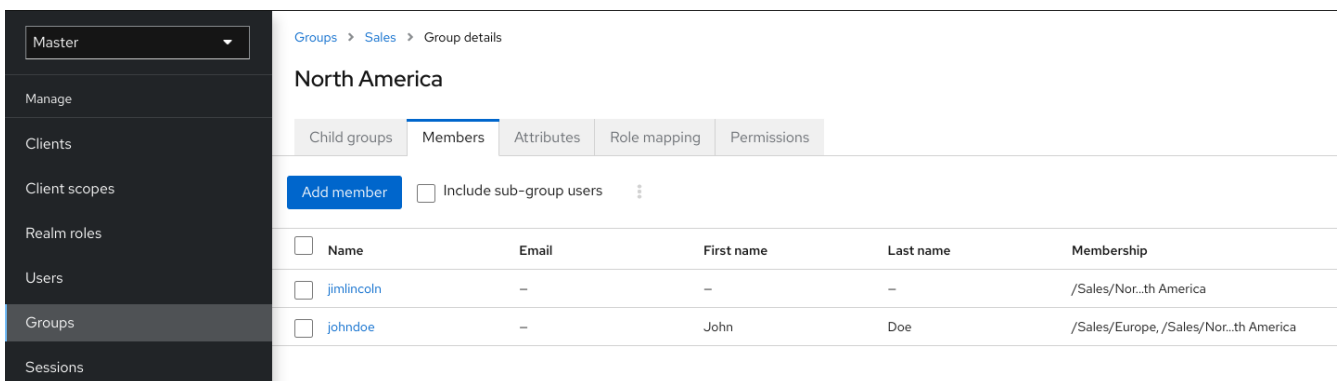 Master
Manage
Clients
Client scopes
Realm roles
Users
Groups
Sessions
Groups > Sales > Group details
North America
Child groups Members Attributes Role mapping Permissions
Add member Include sub-group users
Name Email First name Last name Membership
jimlincoln – – – /Sales/Nor...th America
johndoe – John Doe /Sales/Europe, /Sales/Nor...th America